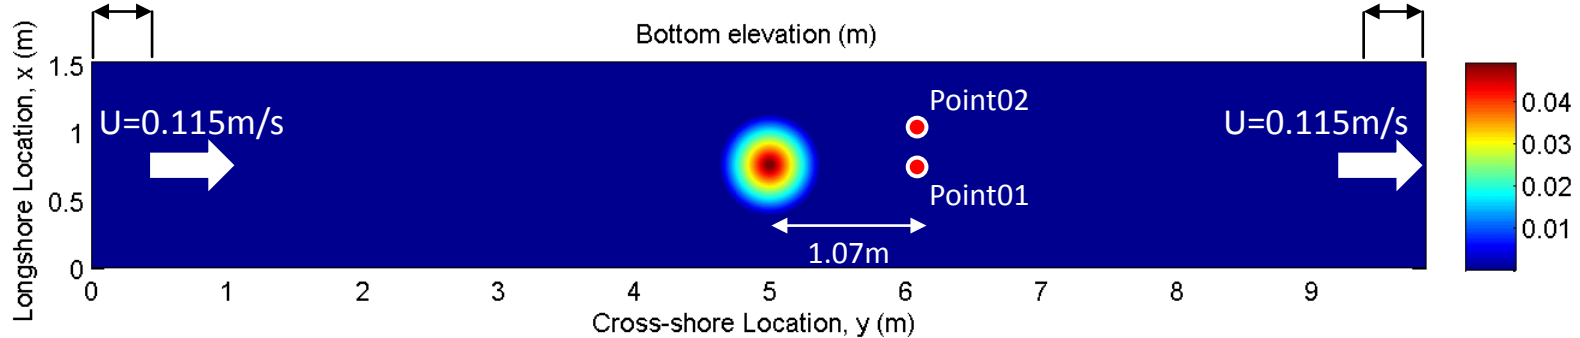 Bottom elevation (m)
Longshore Location, x (m)
1.5
1
0.5
0
U=0.115m/s
Point02
Point01
1.07m
U=0.115m/s
0.04
0.03
0.02
0.01
0 1 2 3 4 5 6 7 8 9
Cross-shore Location, y (m)